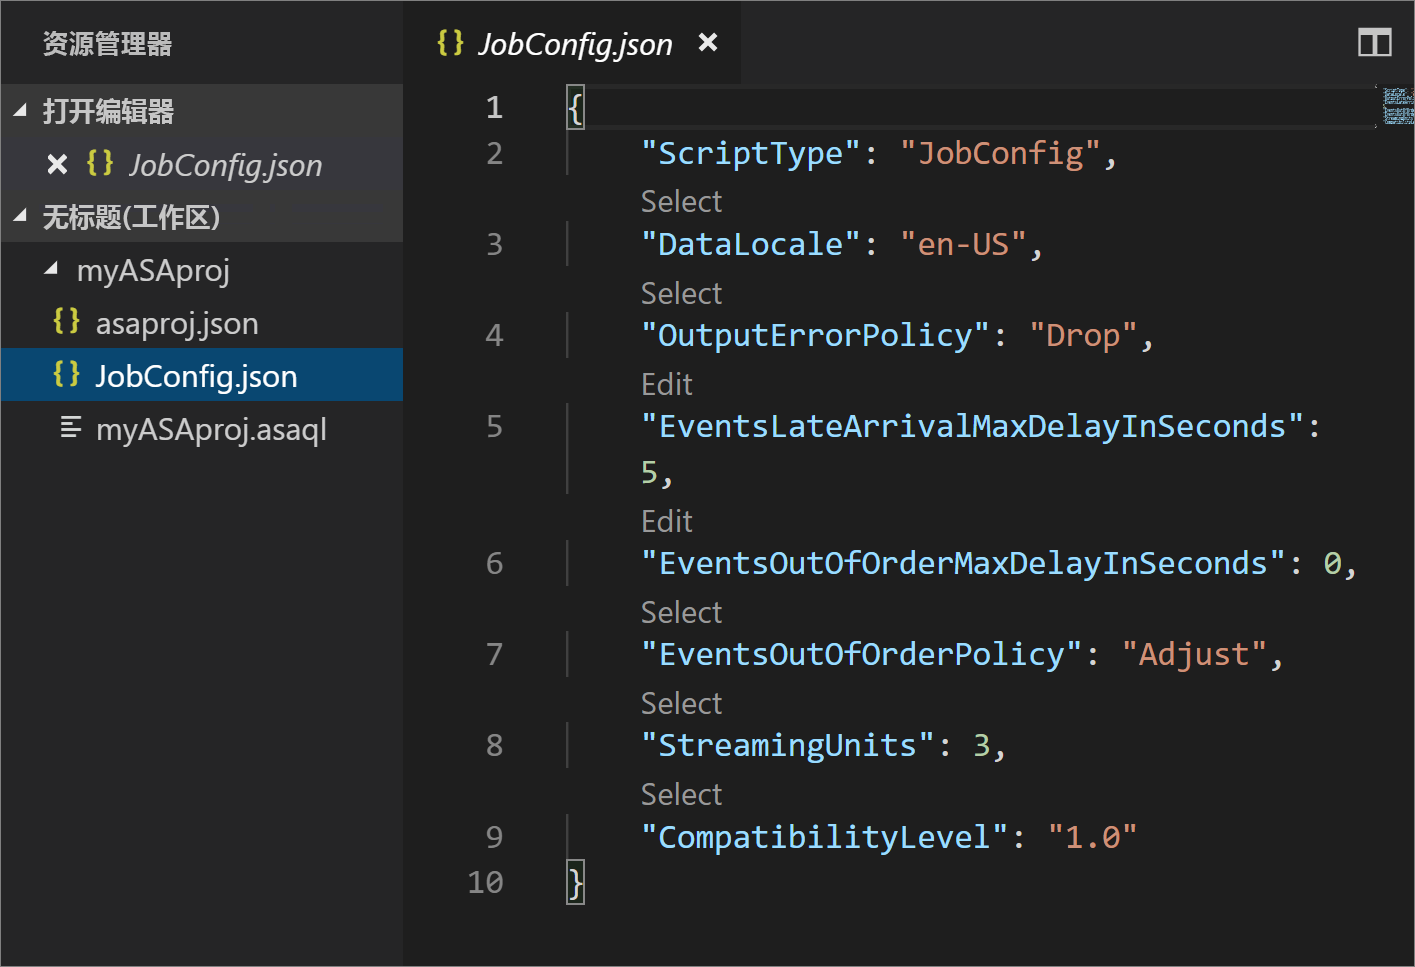 资源管理器
打开编辑器
{} JobConfig.json
无标题(工作区)
myASAproj
{} asaproj.json
{} JobConfig.json
myASAproj.asaql
{} JobConfig.json
1 {
2 "ScriptType": "JobConfig",
Select
3 "DataLocale": "en-US",
Select
4 "OutputErrorPolicy": "Drop",
Edit
5 "EventsLateArrivalMaxDelayInSeconds":
5,
Edit
6 "EventsOutOfOrderMaxDelayInSeconds": 0,
Select
7 "EventsOutOfOrderPolicy": "Adjust",
Select
8 "StreamingUnits": 3,
Select
9 "CompatibilityLevel": "1.0"
10 }